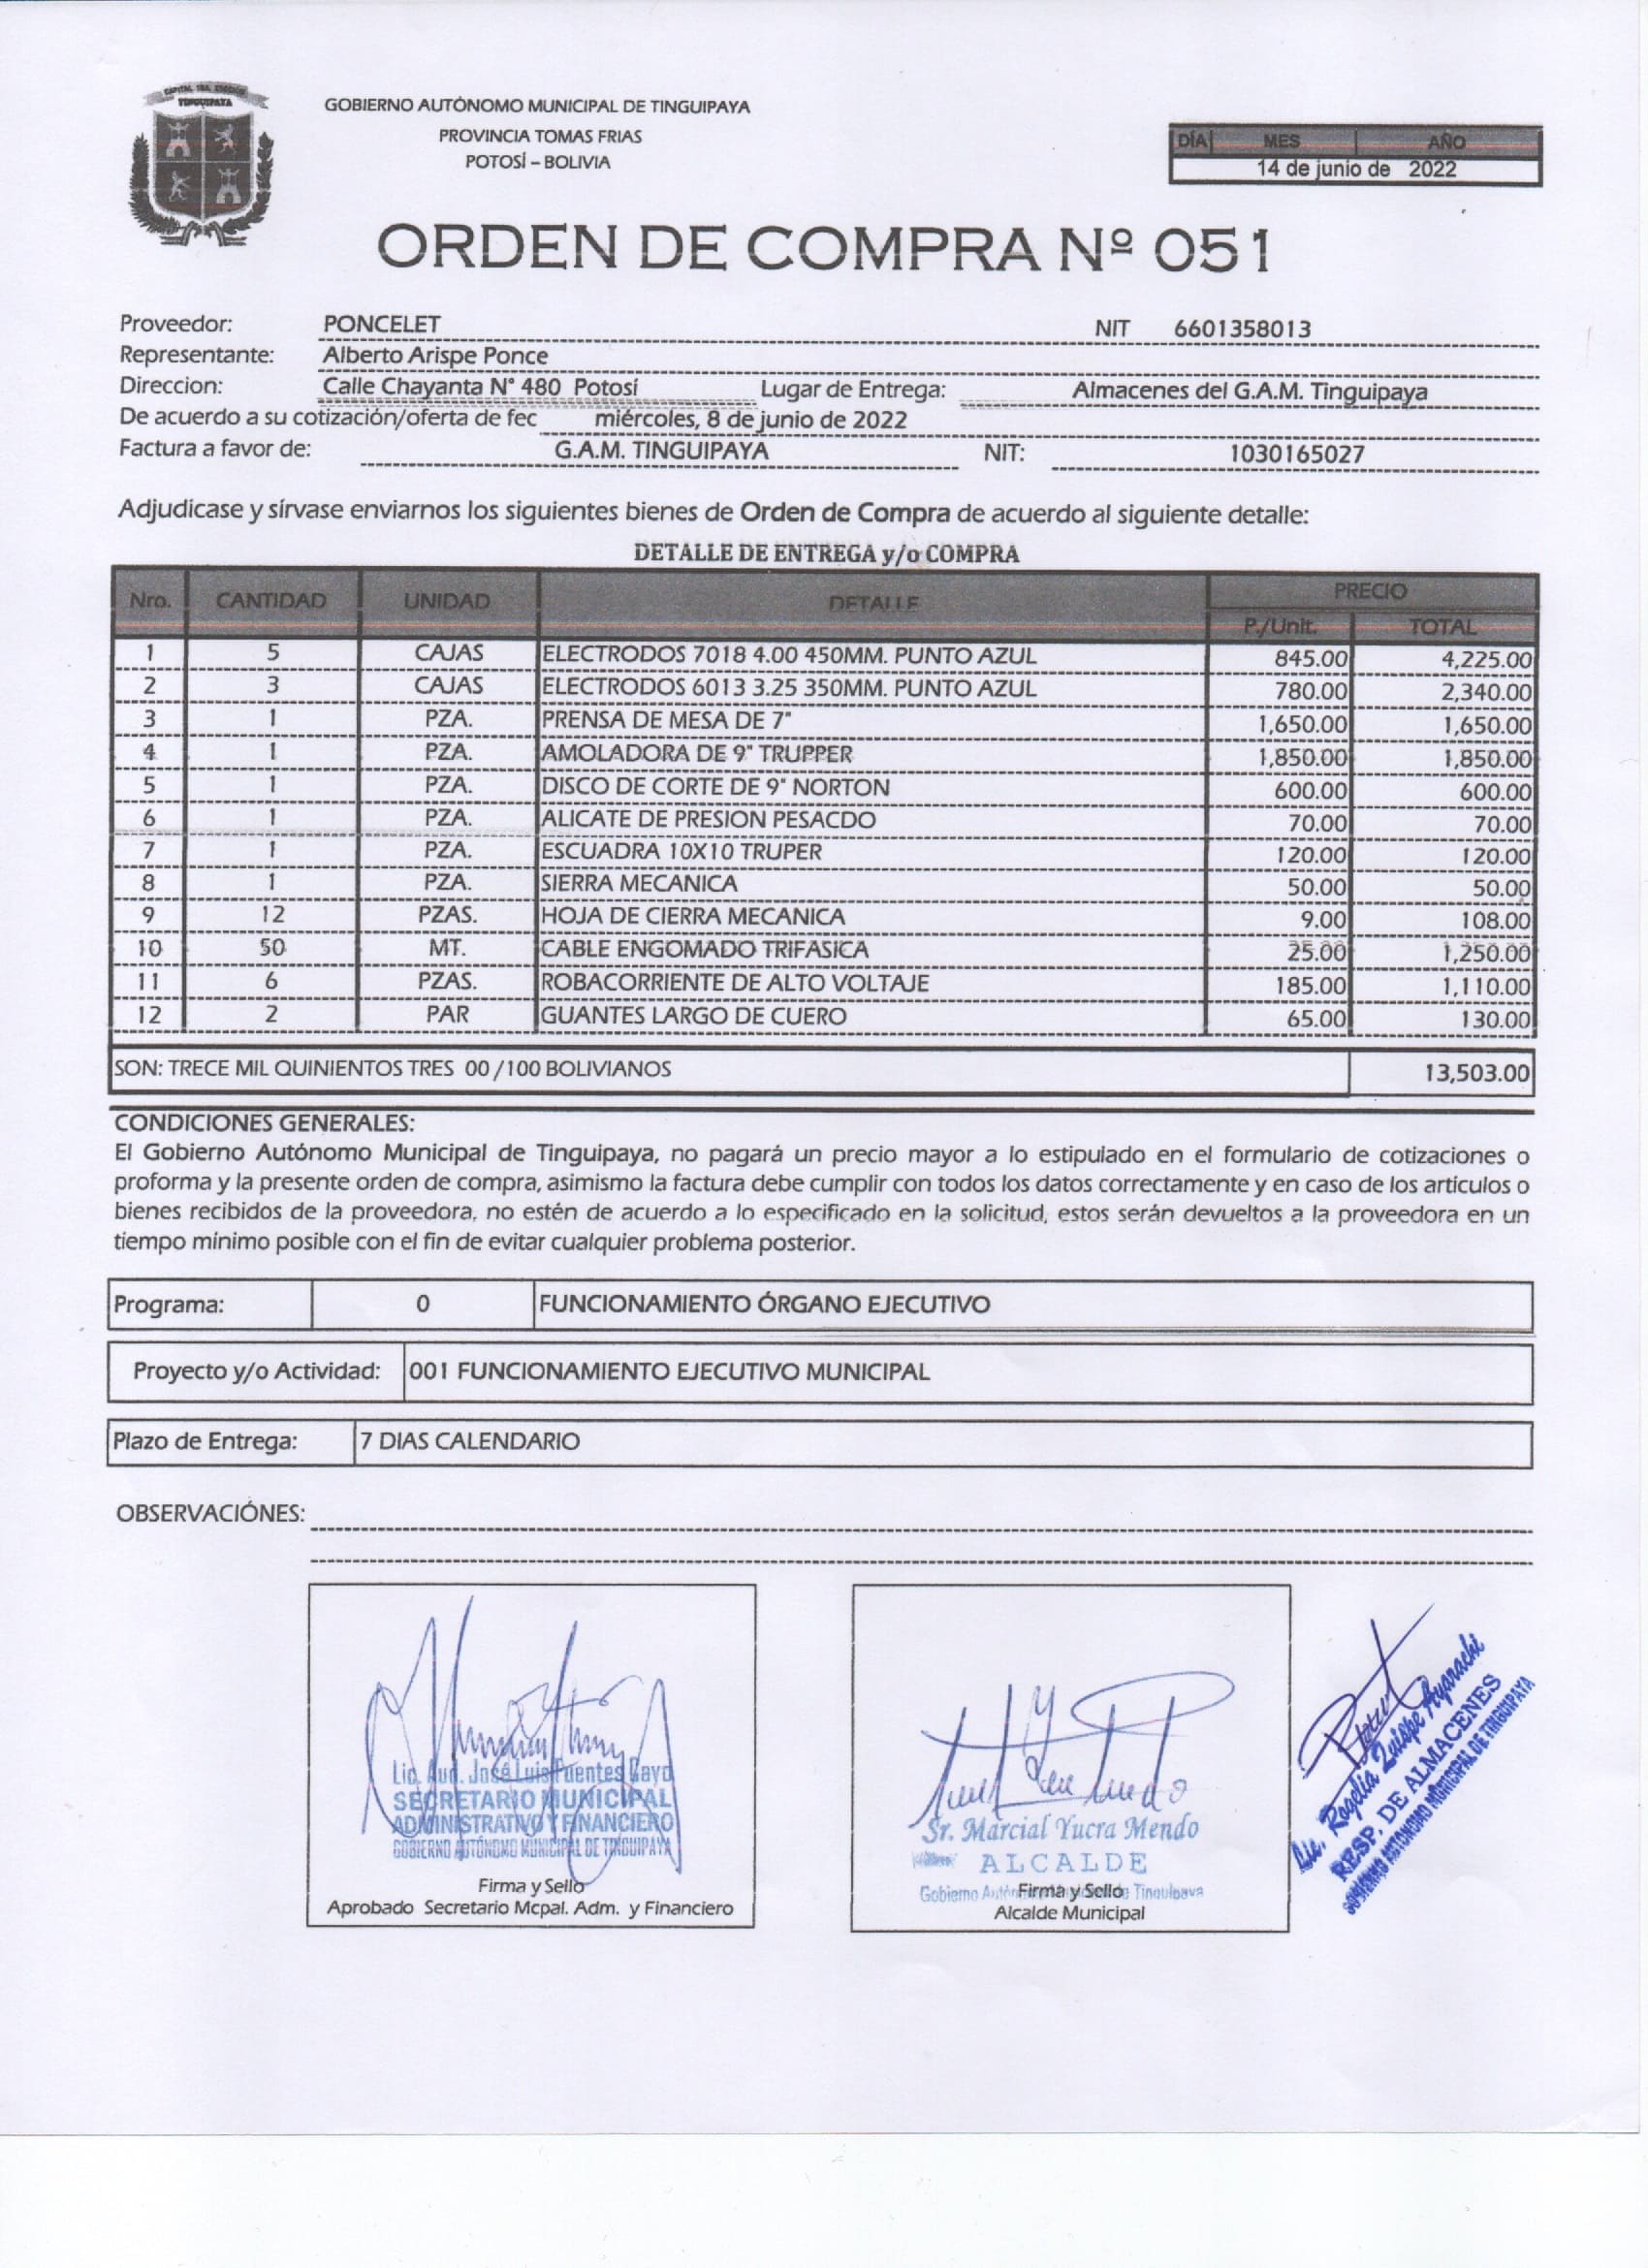 CAPITAL 3RA. SECCIÓN
TINGUIPAYA
GOBIERNO AUTÓNOMO MUNICIPAL DE TINGUIPAYA
PROVINCIA TOMAS FRIAS
POTOSÍ – BOLIVIA
DÍA MES AÑO
14 de junio de 2022
ORDEN DE COMPRA Nº 051
Proveedor: PONCELET NIT 6601358013
Representante: Alberto Arispe Ponce
Direccion: Calle Chayanta N° 480 Potosí Lugar de Entrega: Almacenes del G.A.M. Tinguipaya
De acuerdo a su cotización/oferta de fec miércoles, 8 de junio de 2022
Factura a favor de: G.A.M. TINGUIPAYA NIT: 1030165027
Adjudicase y sírvase enviarnos los siguientes bienes de Orden de Compra de acuerdo al siguiente detalle:
DETALLE DE ENTREGA y/o COMPRA
Nro. CANTIDAD UNIDAD DETALLE PRECIO
P./Unit. TOTAL
1 5 CAJAS ELECTRODOS 7018 4.00 450MM. PUNTO AZUL 845.00 4,225.00
2 3 CAJAS ELECTRODOS 6013 3.25 350MM. PUNTO AZUL 780.00 2,340.00
3 1 PZA. PRENSA DE MESA DE 7" 1,650.00 1,650.00
4 1 PZA. AMOLADORA DE 9" TRUPPER 1,850.00 1,850.00
5 1 PZA. DISCO DE CORTE DE 9" NORTON 600.00 600.00
6 1 PZA. ALICATE DE PRESION PESACDO 70.00 70.00
7 1 PZA. ESCUADRA 10X10 TRUPER 120.00 120.00
8 1 PZA. SIERRA MECANICA 50.00 50.00
9 12 PZAS. HOJA DE CIERRA MECANICA 9.00 108.00
10 50 MT. CABLE ENGOMADO TRIFASICA 25.00 1,250.00
11 6 PZAS. ROBACORRIENTE DE ALTO VOLTAJE 185.00 1,110.00
12 2 PAR GUANTES LARGO DE CUERO 65.00 130.00
SON: TRECE MIL QUINIENTOS TRES 00 /100 BOLIVIANOS 13,503.00
CONDICIONES GENERALES:
El Gobierno Autónomo Municipal de Tinguipaya, no pagará un precio mayor a lo estipulado en el formulario de cotizaciones o
proforma y la presente orden de compra, asimismo la factura debe cumplir con todos los datos correctamente y en caso de los artículos o
bienes recibidos de la proveedora, no estén de acuerdo a lo especificado en la solicitud, estos serán devueltos a la proveedora en un
tiempo mínimo posible con el fin de evitar cualquier problema posterior.
Programa: 0 FUNCIONAMIENTO ÓRGANO EJECUTIVO
Proyecto y/o Actividad: 001 FUNCIONAMIENTO EJECUTIVO MUNICIPAL
Plazo de Entrega: 7 DIAS CALENDARIO
OBSERVACIÓNES:
Lic. Aud. José Luis Fuentes Cayo
SECRETARIO MUNICIPAL
ADMINISTRATIVO Y FINANCIERO
GOBIERNO AUTÓNOMO MUNICIPAL DE TINGUIPAYA
Firma y Sello
Aprobado Secretario Mcpal. Adm. y Financiero
Sr. Marcial Yucra Mendo
ALCALDE
Gobierno Autónomo Municipal de Tinguipaya
Firma y Sello
Alcalde Municipal
Lic. Rogelia Quispe Ayarachi
RESP. DE ALMACENES
GOBIERNO AUTONOMO MUNICIPAL DE TINGUIPAYA